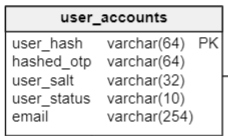 user_accounts
user_hash varchar(64) PK
hashed_otp varchar(64)
user_salt varchar(32)
user_status varchar(10)
email varchar(254)